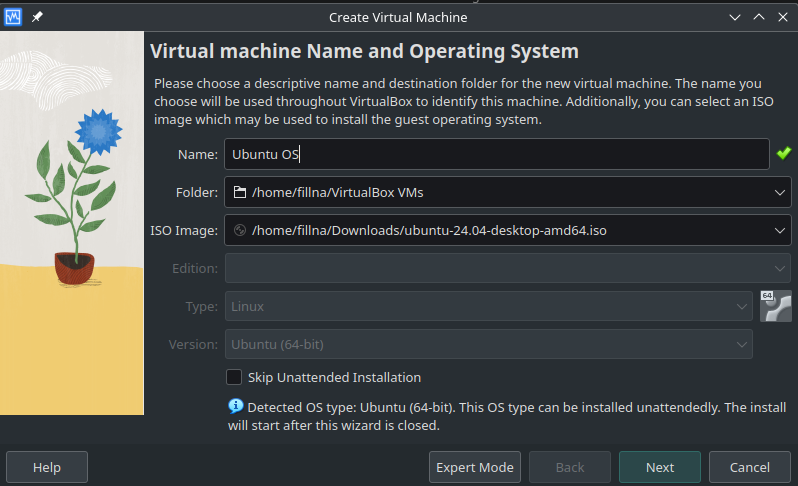 Create Virtual Machine
Virtual machine Name and Operating System
Please choose a descriptive name and destination folder for the new virtual machine. The name you
choose will be used throughout VirtualBox to identify this machine. Additionally, you can select an ISO
image which may be used to install the guest operating system.
Name: Ubuntu OS
Folder: /home/fillna/VirtualBox VMs
ISO Image: /home/fillna/Downloads/ubuntu-24.04-desktop-amd64.iso
Edition:
Type: Linux 64
Version: Ubuntu (64-bit)
Skip Unattended Installation
Detected OS type: Ubuntu (64-bit). This OS type can be installed unattendedly. The install
will start after this wizard is closed.
Help Expert Mode Back Next Cancel